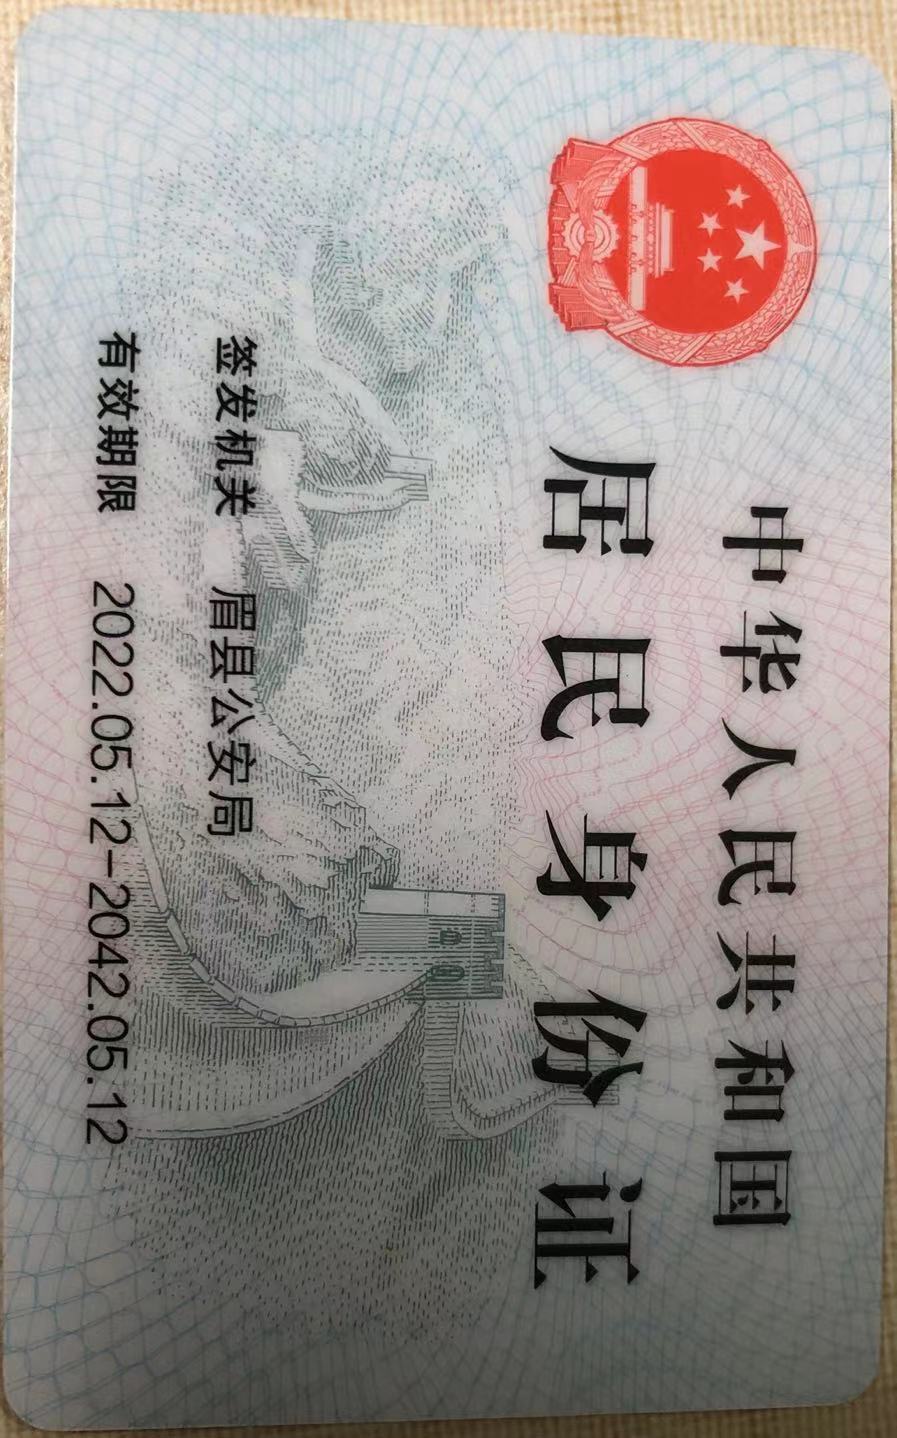 中华人民共和国
居民身份证
签发机关 眉县公安局
有效期限 2022.05.12-2042.05.12